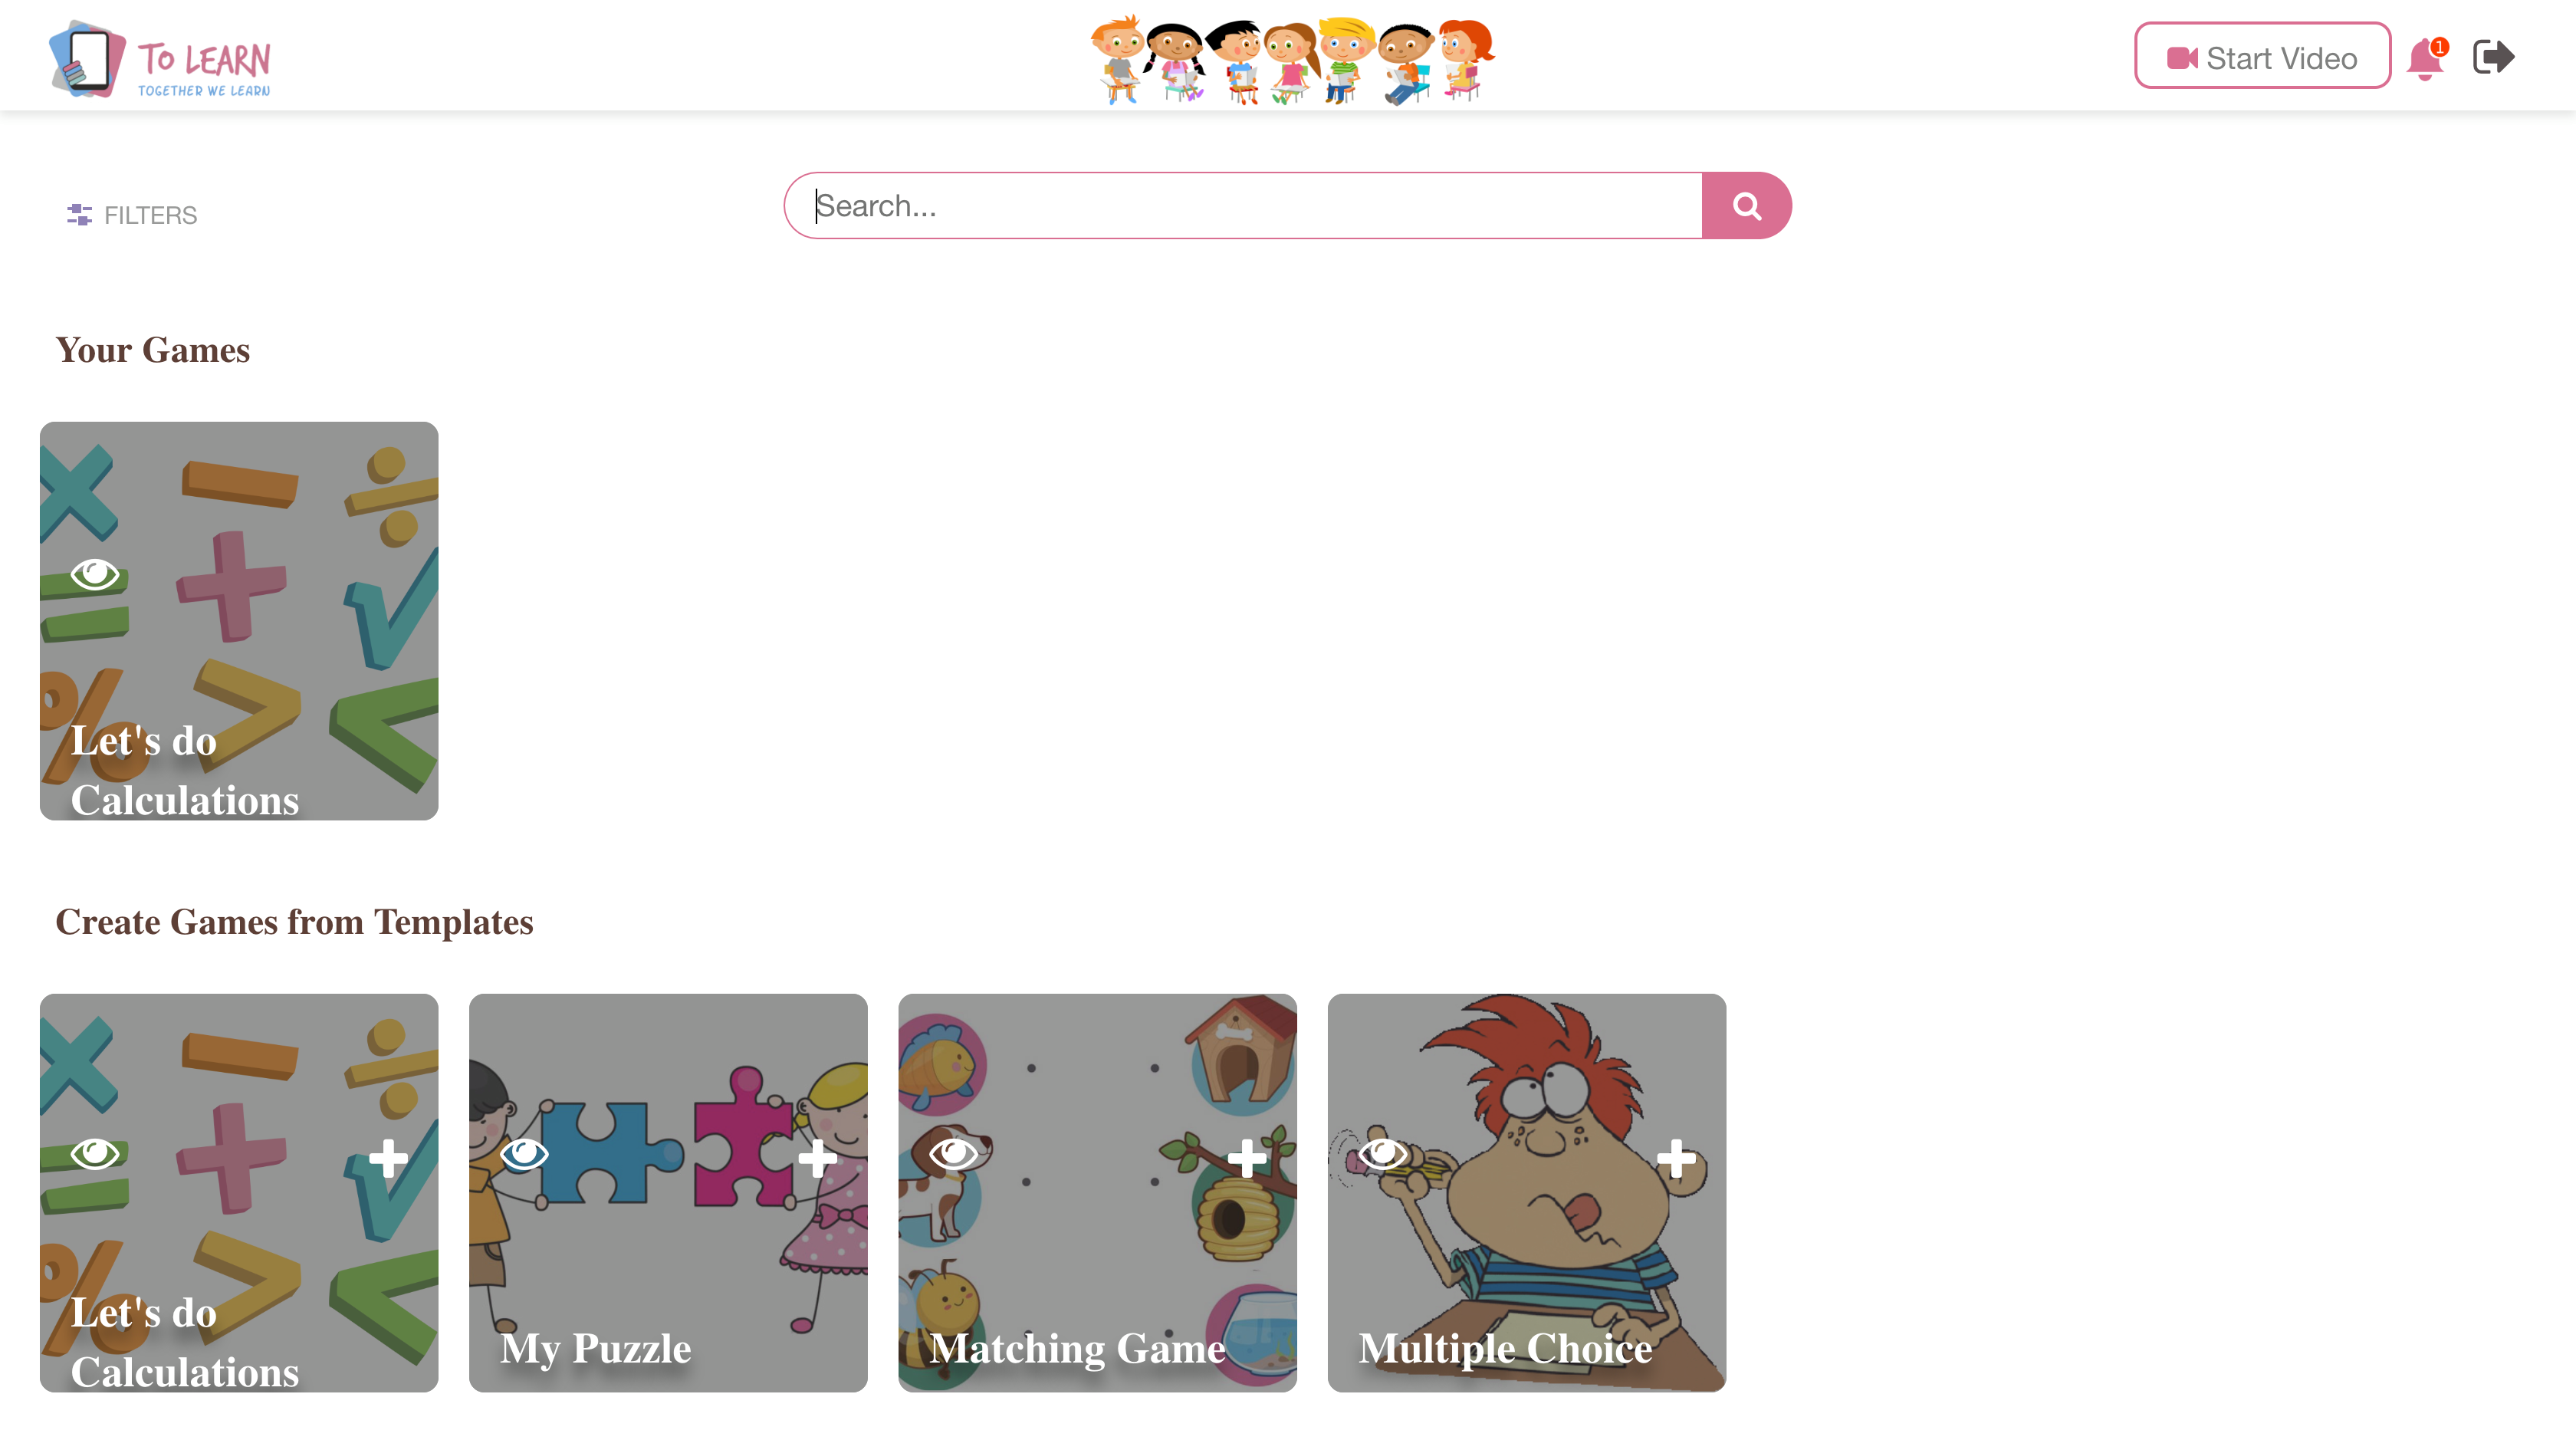 TO LEARN
TOGETHER WE LEARN
Start Video
1
FILTERS
Search...
Your Games
Let's do
Calculations
Create Games from Templates
Let's do
Calculations
My Puzzle
Matching Game
Multiple Choice